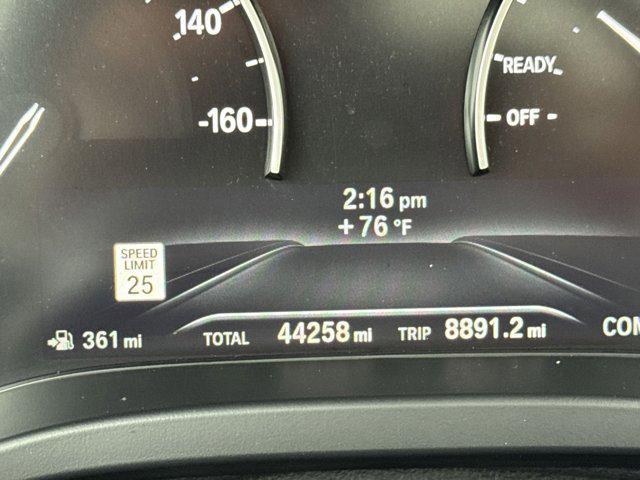 140
160
READY
OFF
2:16 pm
+76 °F
SPEED
LIMIT
25
361 mi
TOTAL 44258 mi TRIP 8891.2 mi